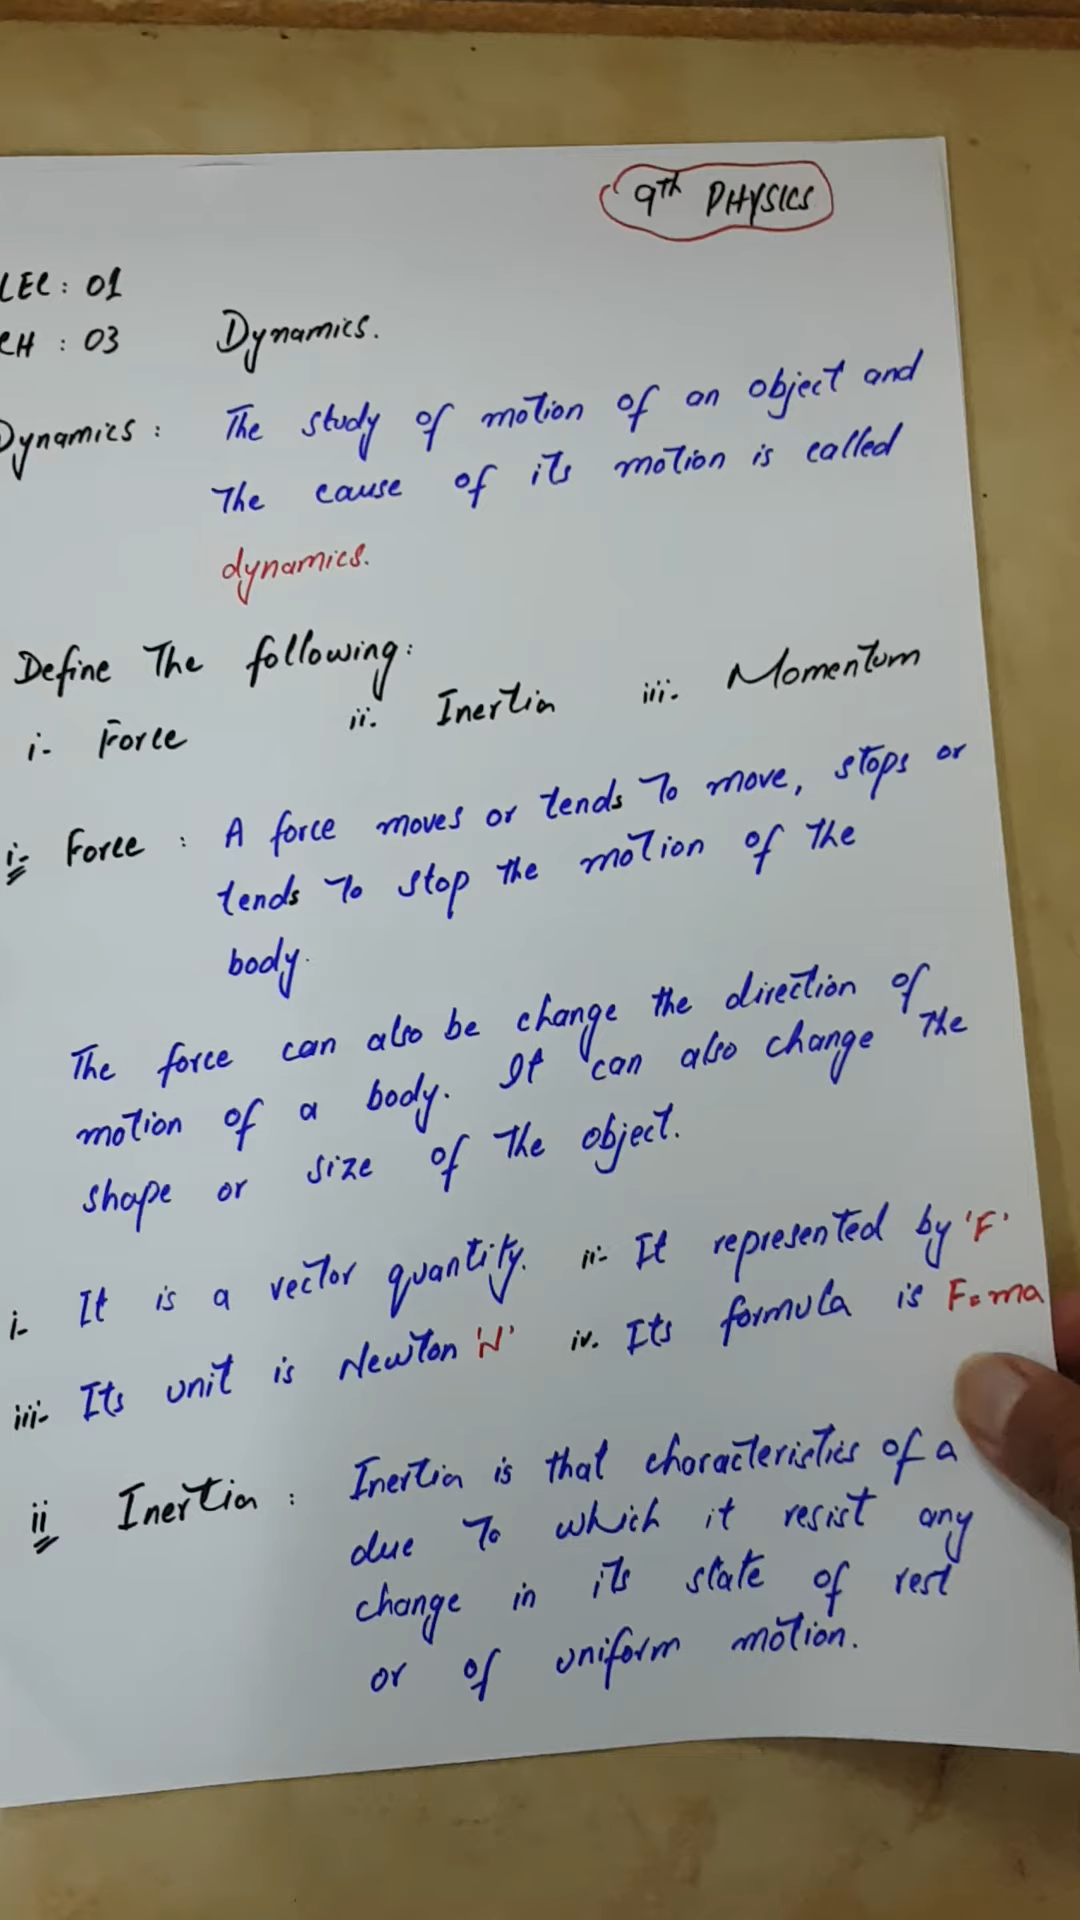 9th PHYSICS
LEC: 01
CH : 03 Dynamics.
Dynamics: The study of motion of an object and
The cause of its motion is called
dynamics.
Define The following:
i- Force ii. Inertia iii- Momentum
i- Force : A force moves or tends To move, stops or
tends To stop the motion of The
body.
The force can also be change the direction of
motion of a body. It can also change the
shape or size of The object.
i- It is a vector quantity. ii- It represented by 'F'
iii- Its unit is Newton 'N' iv. Its formula is F=ma
ii Inertia: Inertia is that characteristics of a
due To which it resist any
change in its state of rest
or of uniform motion.